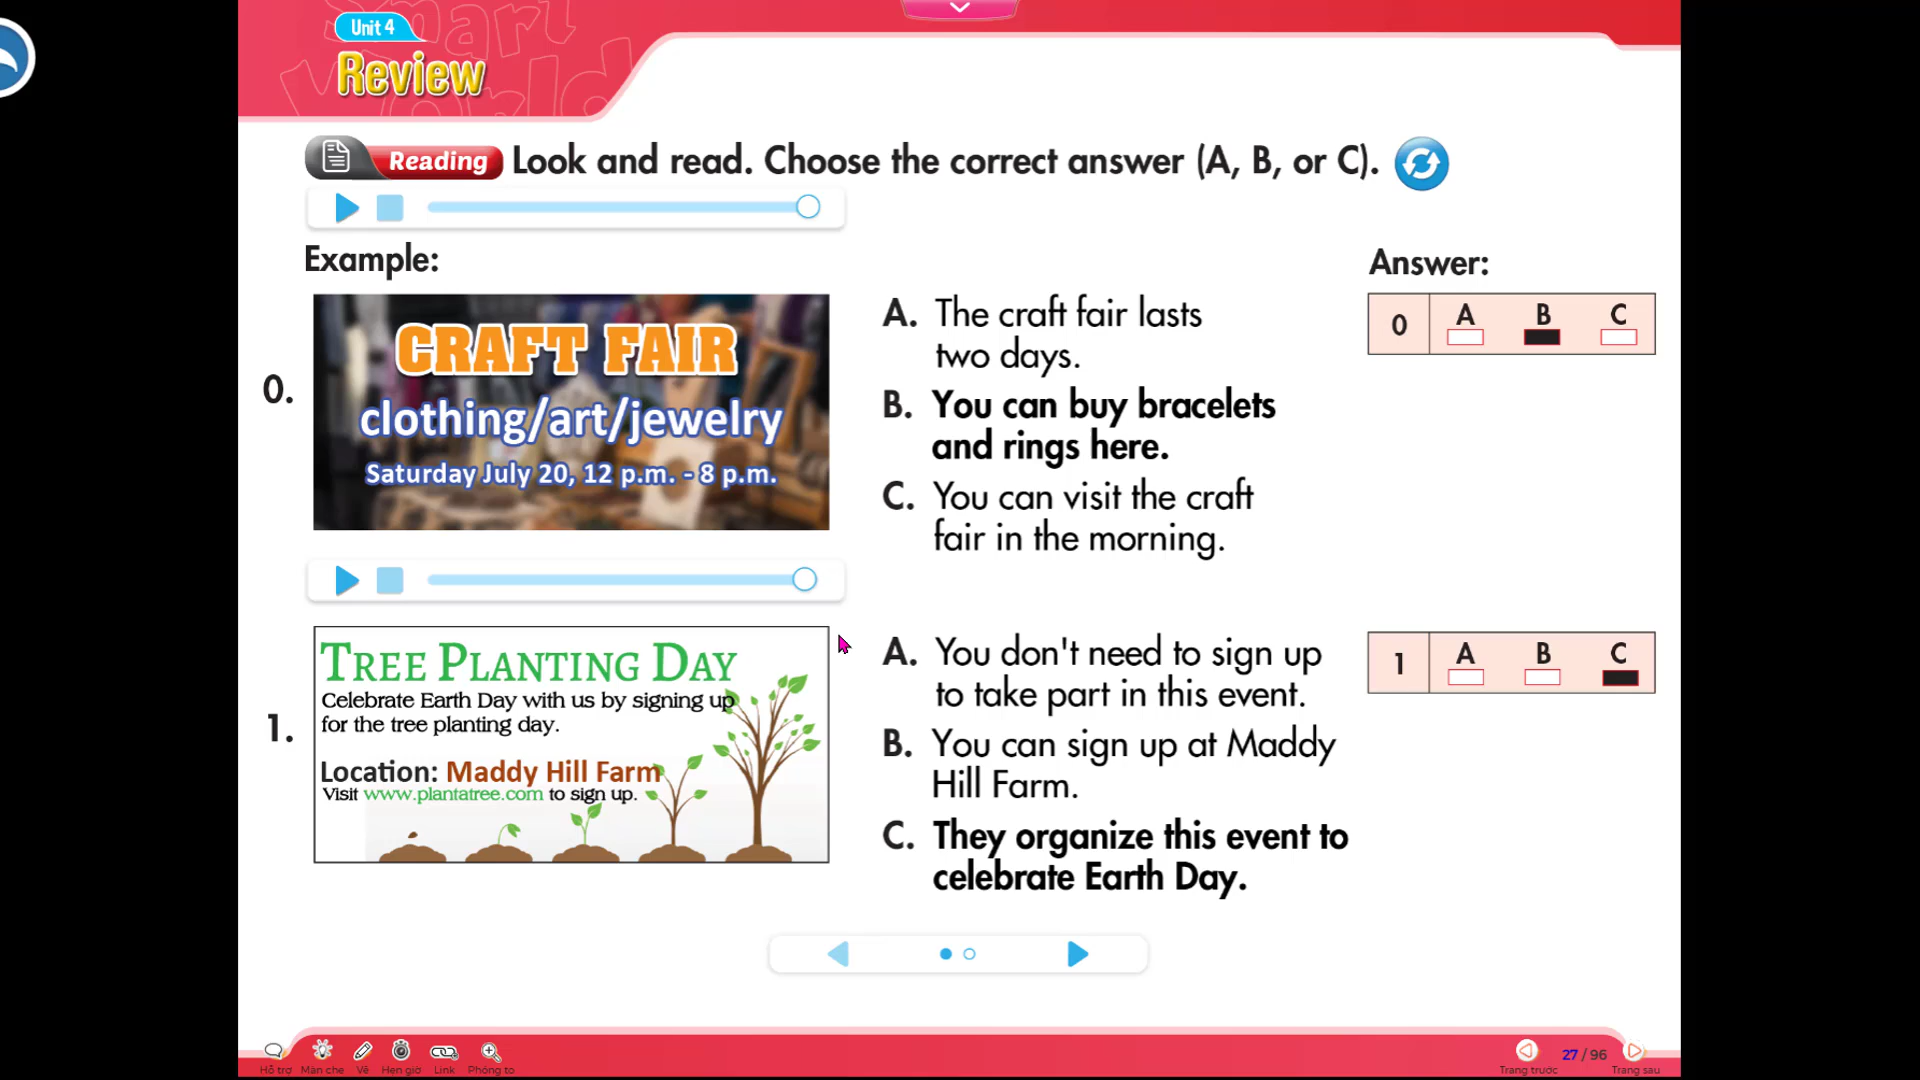 Unit 4
Review
Reading Look and read. Choose the correct answer (A, B, or C).
Example:
Answer:
0.
CRAFT FAIR
clothing/art/jewelry
Saturday July 20, 12 p.m. - 8 p.m.
A. The craft fair lasts
two days.
B. You can buy bracelets
and rings here.
C. You can visit the craft
fair in the morning.
0 A B C
1.
TREE PLANTING DAY
Celebrate Earth Day with us by signing up
for the tree planting day.
Location: Maddy Hill Farm
Visit www.plantatree.com to sign up.
A. You don't need to sign up
to take part in this event.
B. You can sign up at Maddy
Hill Farm.
C. They organize this event to
celebrate Earth Day.
1 A B C
Hỗ trợ Màn che Vẽ Hẹn giờ Link Phóng to
27 / 96
Trang trước Trang sau